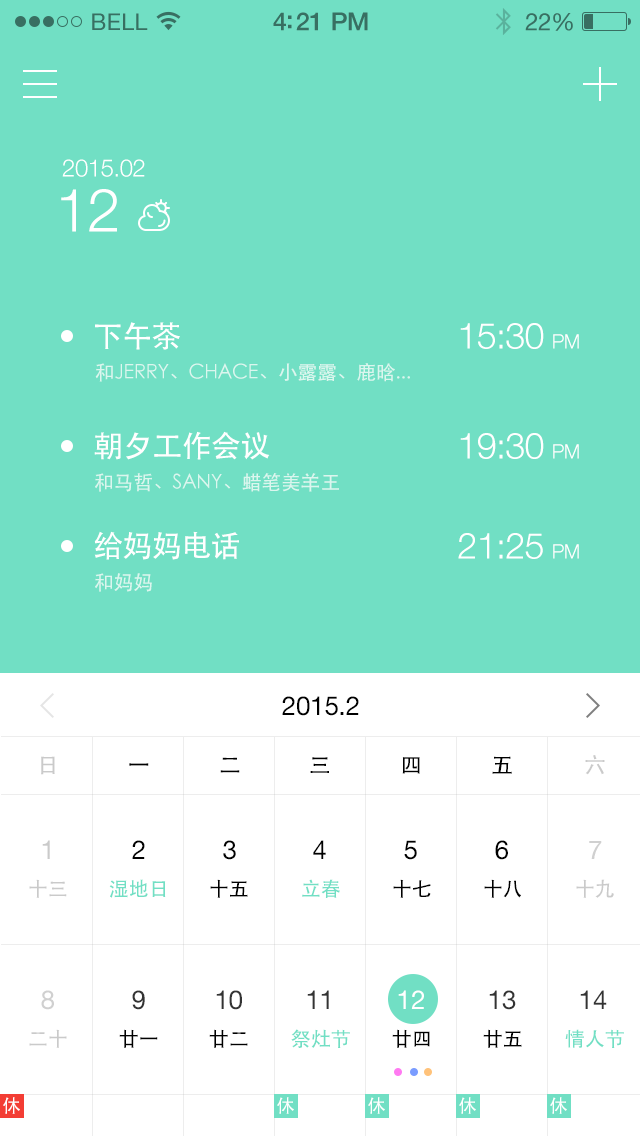 BELL 4:21 PM 22%
2015.02
12
下午茶 15:30 PM
和JERRY、CHACE、小露露、鹿晗...
朝夕工作会议 19:30 PM
和马哲、SANY、蜡笔美羊王
给妈妈电话 21:25 PM
和妈妈
2015.2
日 一 二 三 四 五 六
1 2 3 4 5 6 7
十三 湿地日 十五 立春 十七 十八 十九
8 9 10 11 12 13 14
二十 廿一 廿二 祭灶节 廿四 廿五 情人节
休 休 休 休 休